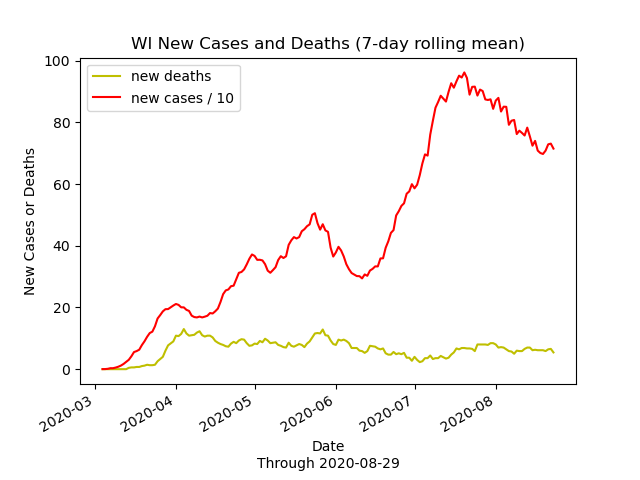 WI New Cases and Deaths (7-day rolling mean)
new deaths
new cases / 10
New Cases or Deaths
100
80
60
40
20
0
2020-03
2020-04
2020-05
2020-06
2020-07
2020-08
Date
Through 2020-08-29